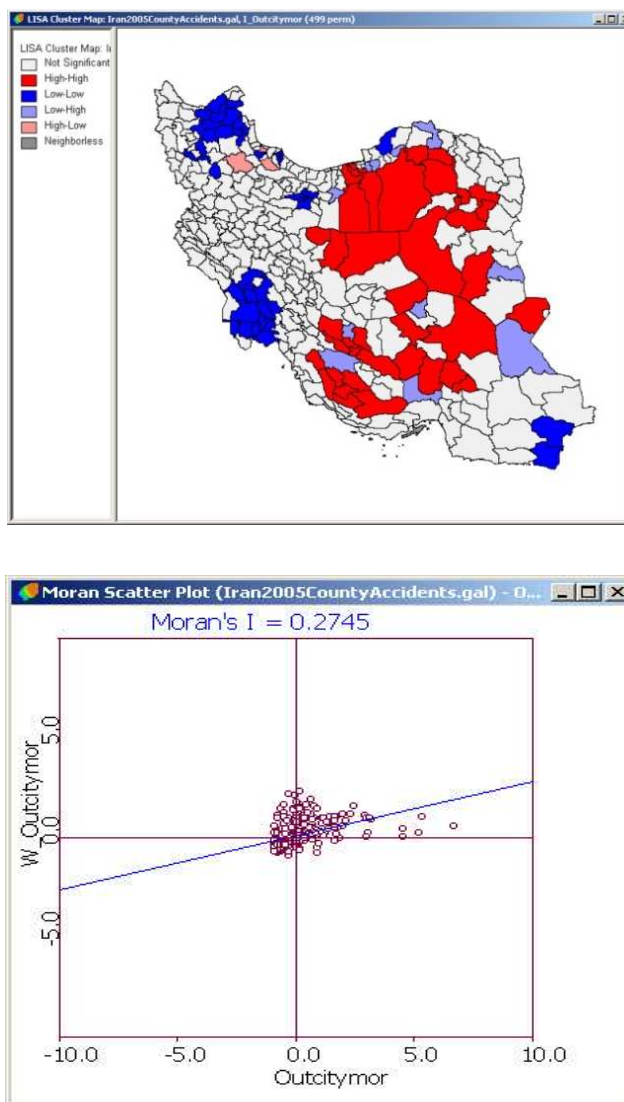 LISA Cluster Map: Iran2005CountyAccidents.gal, I_Outcitymor (499 perm)
LISA Cluster Map: I
Not Significant
High-High
Low-Low
Low-High
High-Low
Neighborless
Moran Scatter Plot (Iran2005CountyAccidents.gal) - O...
Moran's I = 0.2745
5.0
0.0
-5.0
W_Outcitymor
-10.0 -5.0 0.0 5.0 10.0
Outcitymor